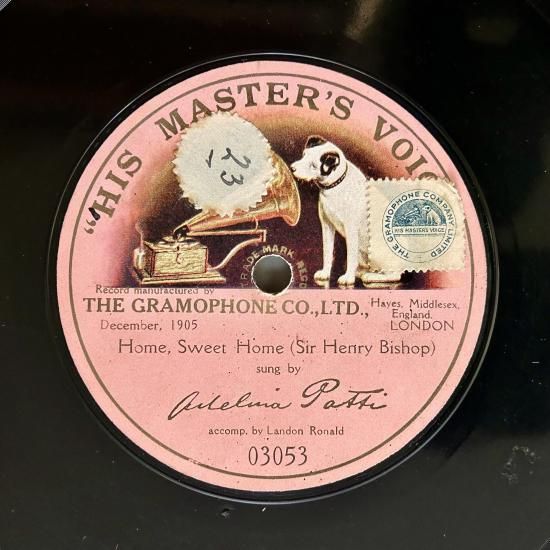 "HIS MASTER'S VOIC
23
THE GRAMOPHONE COMPANY, LIMITED
HIS MASTER'S VOICE
TRADE MARK
Record manufactured by
THE GRAMOPHONE CO., LTD., Hayes, Middlesex, England. LONDON
December, 1905
Home, Sweet Home (Sir Henry Bishop)
sung by
Adelina Patti
accomp. by Landon Ronald
03053